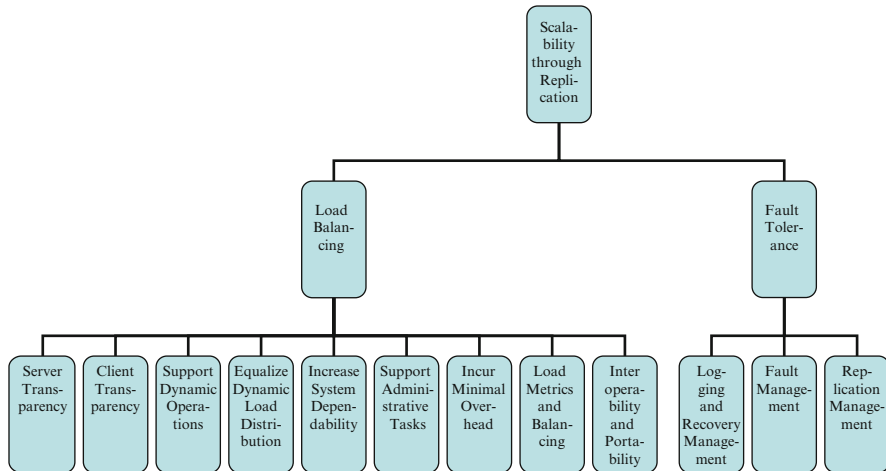 Scala-
bility
through
Repli-
cation
Load
Balan-
cing
Fault
Toler-
ance
Server
Trans-
parency
Client
Trans-
parency
Support
Dynamic
Opera-
tions
Equalize
Dynamic
Load
Distri-
bution
Increase
System
Depen-
dability
Support
Admini-
strative
Tasks
Incur
Minimal
Over-
head
Load
Metrics
and
Balan-
cing
Inter
opera-
bility
and
Porta-
bility
Log-
ging
and
Recovery
Manage-
ment
Fault
Manage-
ment
Rep-
lication
Manage-
ment